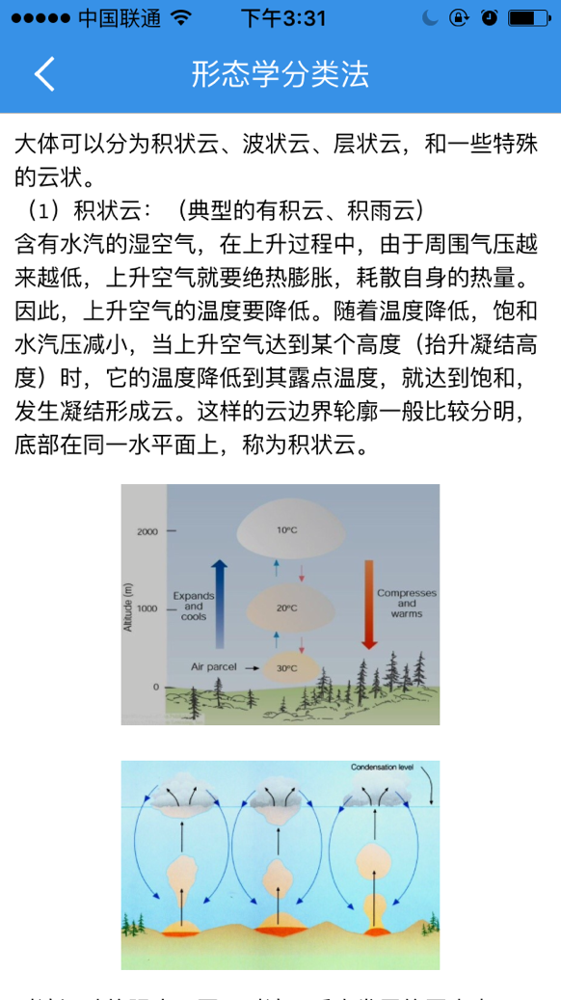 中国联通 下午3:31
形态学分类法
大体可以分为积状云、波状云、层状云，和一些特殊
的云状。
（1）积状云：（典型的有积云、积雨云）
含有水汽的湿空气，在上升过程中，由于周围气压越
来越低，上升空气就要绝热膨胀，耗散自身的热量。
因此，上升空气的温度要降低。随着温度降低，饱和
水汽压减小，当上升空气达到某个高度（抬升凝结高
度）时，它的温度降低到其露点温度，就达到饱和，
发生凝结形成云。这样的云边界轮廓一般比较分明，
底部在同一水平面上，称为积状云。
10°C
2000
Expands
and
cools
Compresses
and
warms
Altitude (m)
1000
20°C
Air parcel
30°C
0
Condensation level